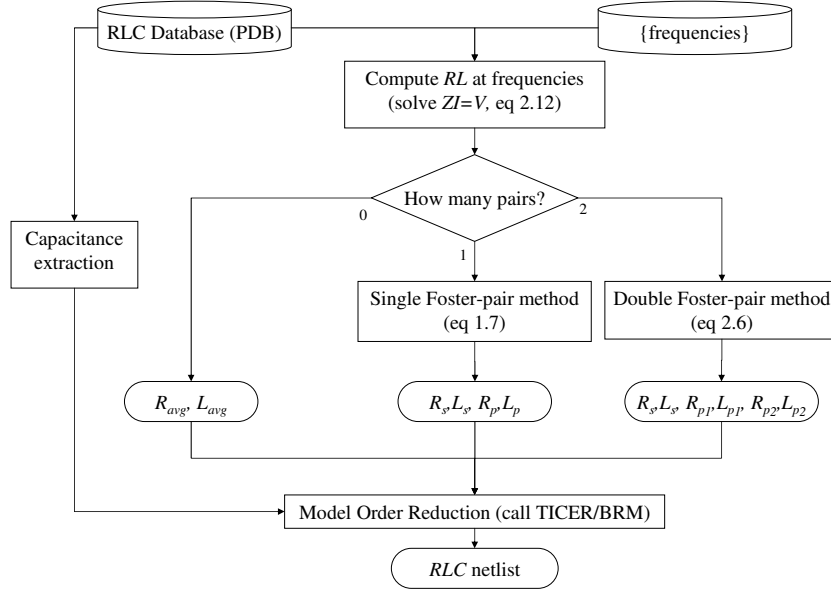 RLC Database (PDB)
{frequencies}
Compute RL at frequencies
(solve ZI=V, eq 2.12)
How many pairs?
0
2
1
Capacitance
extraction
Single Foster-pair method
(eq 1.7)
Double Foster-pair method
(eq 2.6)
Ravg, Lavg
Rs,Ls, Rp,Lp
Rs,Ls, Rp1,Lp1, Rp2,Lp2
Model Order Reduction (call TICER/BRM)
RLC netlist